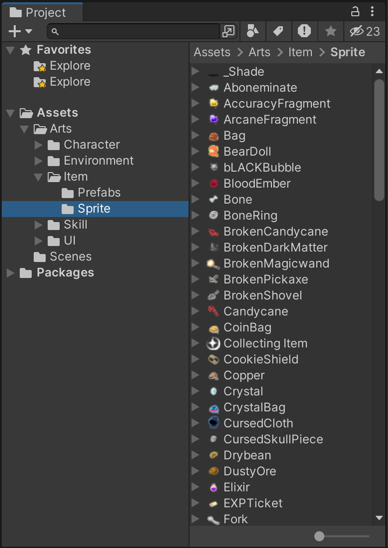 Project
23
Favorites
Explore
Explore
Assets
Arts
Character
Environment
Item
Prefabs
Sprite
Skill
UI
Scenes
Packages
Assets > Arts > Item > Sprite
_Shade
Aboneminate
AccuracyFragment
ArcaneFragment
Bag
BearDoll
bLACKBubble
BloodEmber
Bone
BoneRing
BrokenCandycane
BrokenDarkMatter
BrokenMagicwand
BrokenPickaxe
BrokenShovel
Candycane
CoinBag
Collecting Item
CookieShield
Copper
Crystal
CrystalBag
CursedCloth
CursedSkullPiece
Drybean
DustyOre
Elixir
EXPTicket
Fork